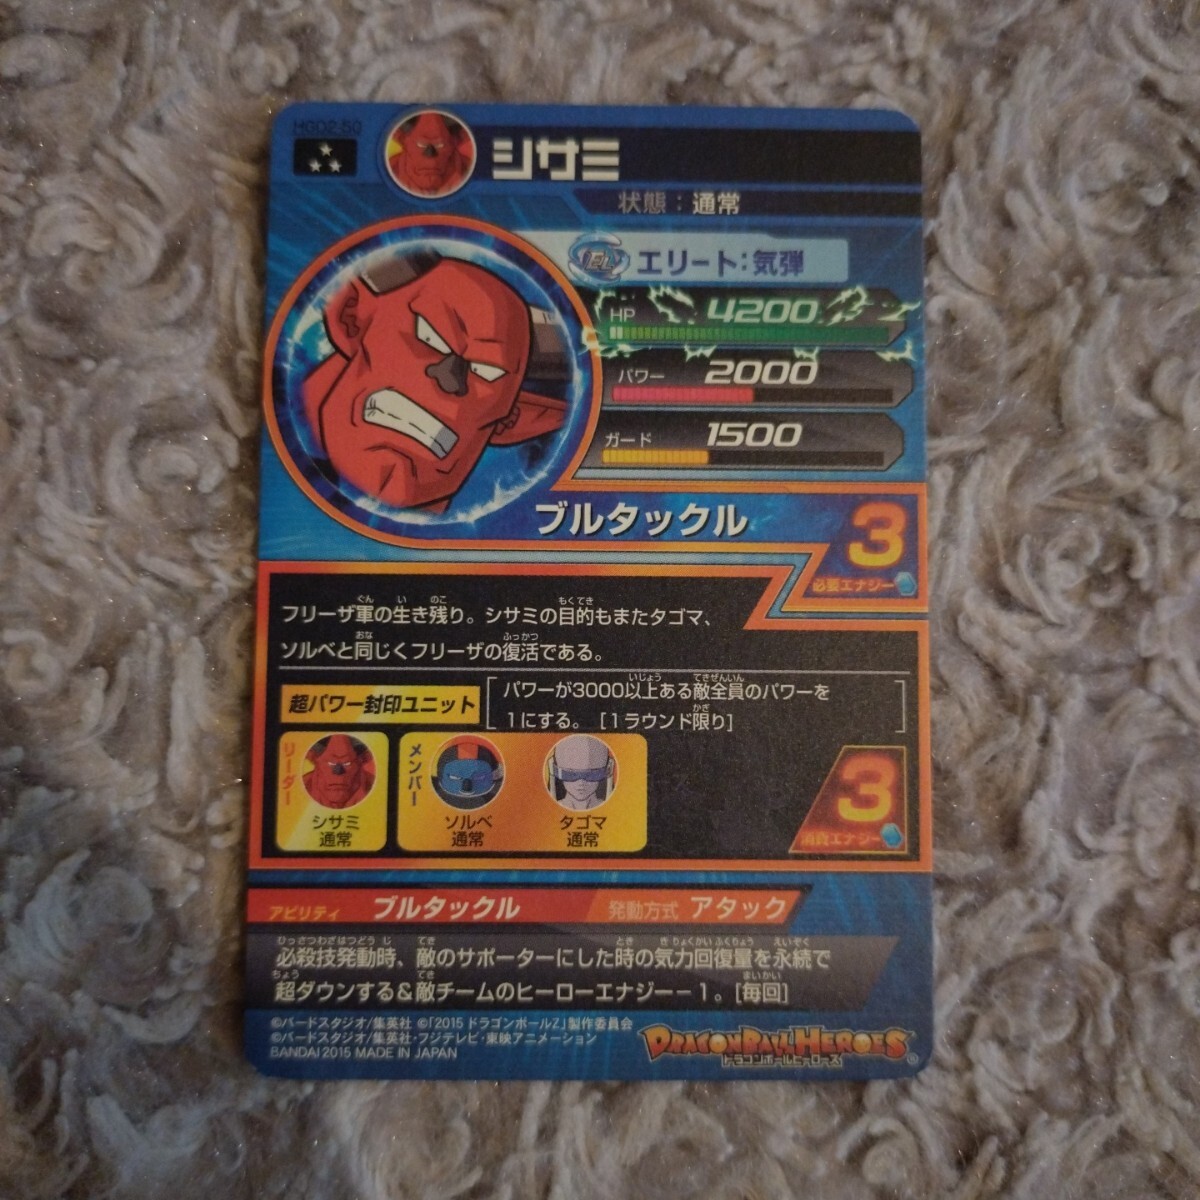 HGD2-50
シサミ
状態：通常
EL エリート：気弾
HP 4200
パワー 2000
ガード 1500
ブルタックル
3
必要エナジー
フリーザ軍の生き残り。シサミの目的もまたタゴマ、
ソルベと同じくフリーザの復活である。
超パワー封印ユニット
パワーが3000以上ある敵全員のパワーを
1にする。［1ラウンド限り］
リーダー
シサミ
通常
メンバー
ソルベ
通常
タゴマ
通常
3
消費エナジー
アビリティ ブルタックル 発動方式 アタック
必殺技発動時、敵のサポーターにした時の気力回復量を永続で
超ダウンする＆敵チームのヒーローエナジー－1。［毎回］
©バードスタジオ/集英社 ©「2015 ドラゴンボールZ」製作委員会
©バードスタジオ/集英社・フジテレビ・東映アニメーション
BANDAI 2015 MADE IN JAPAN
DRAGON BALL HEROES
ドラゴンボールヒーローズ
®